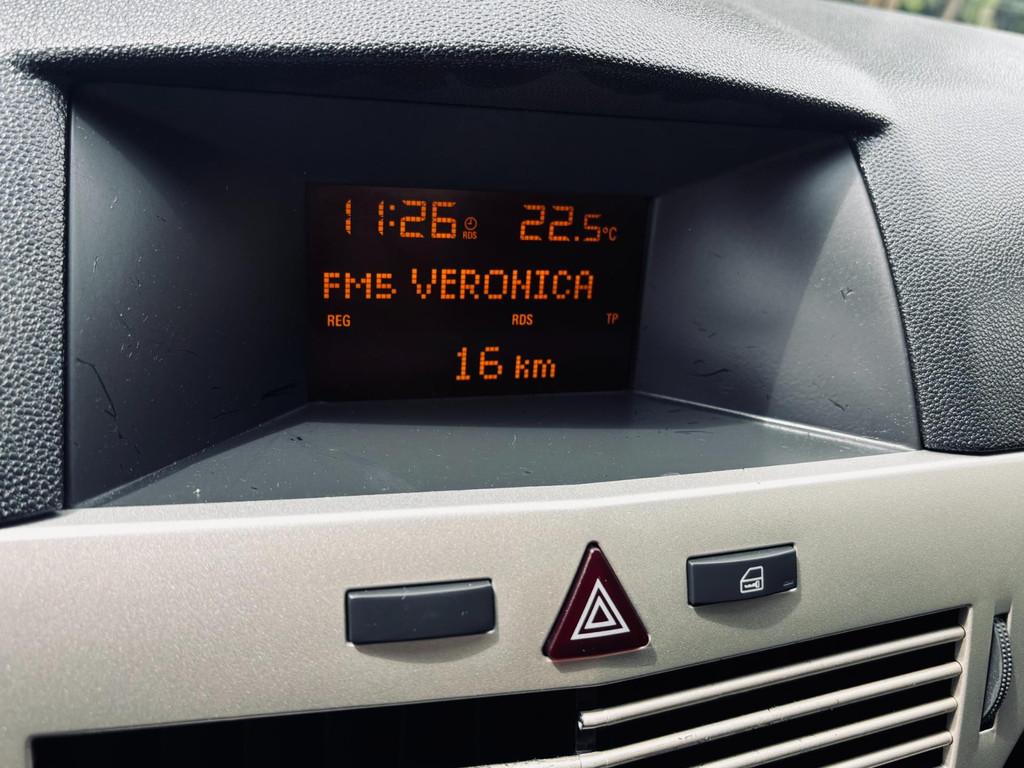 11:26 RDS 22.5°C
FM5 VERONICA
REG RDS TP
16 km